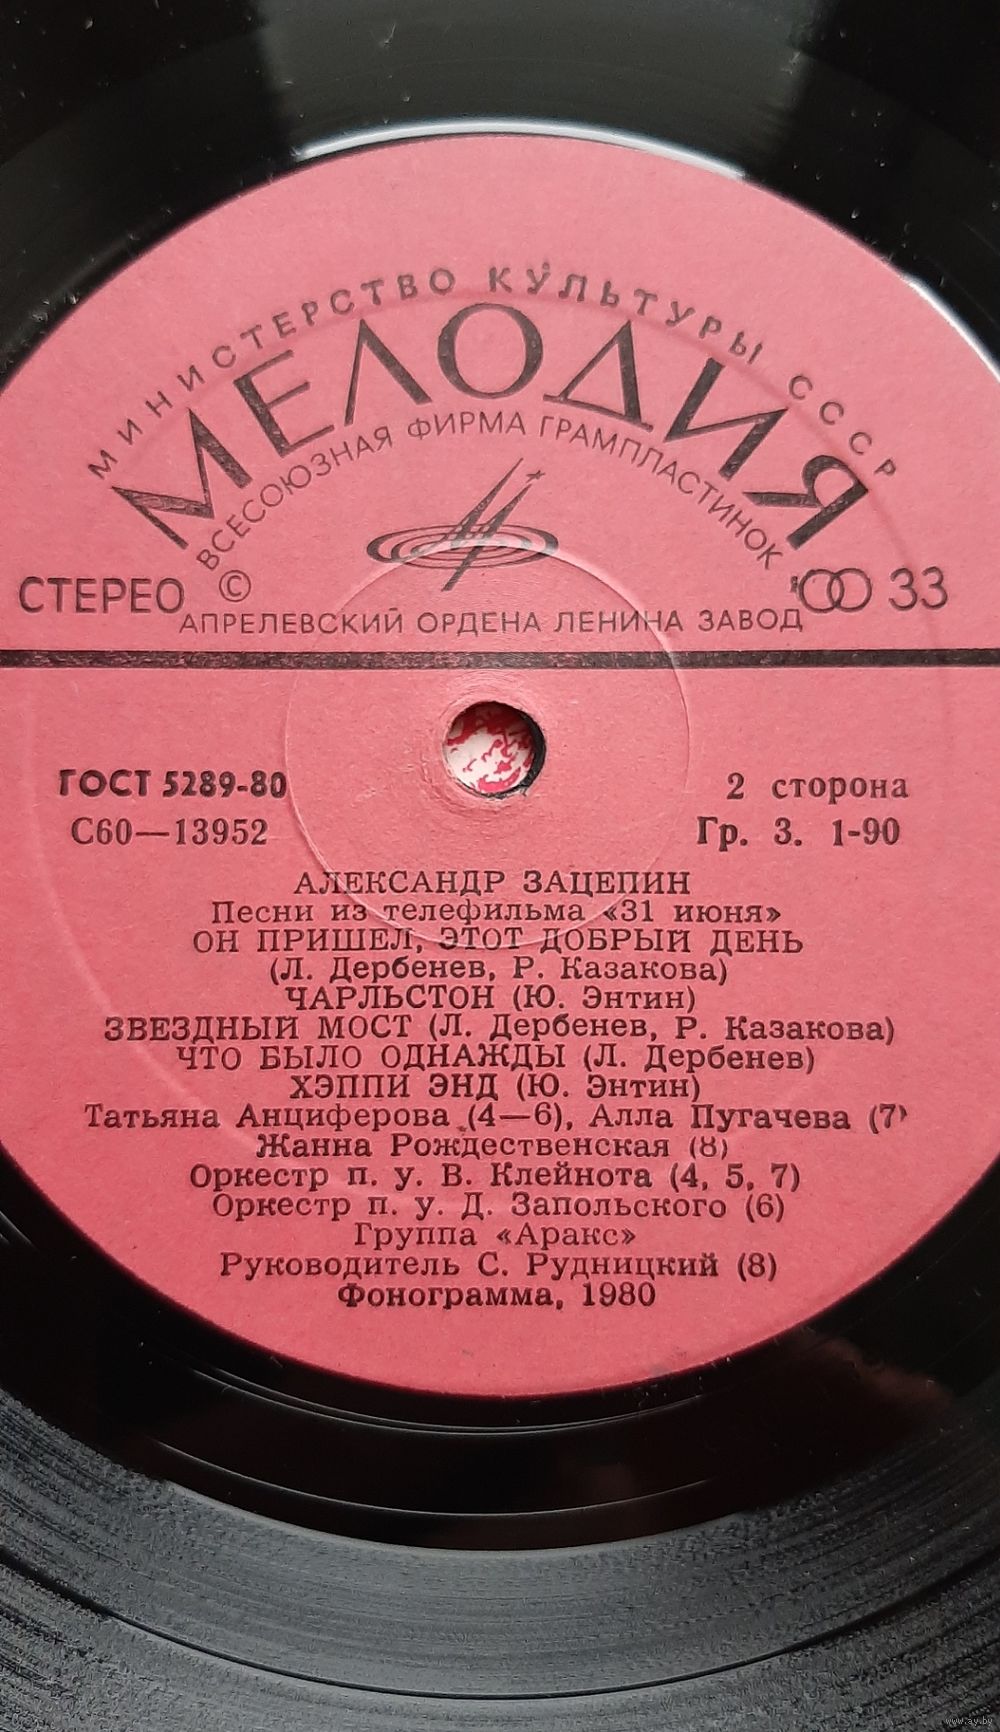 МИНИСТЕРСТВО КУЛЬТУРЫ СССР
МЕЛОДИЯ
ВСЕСОЮЗНАЯ ФИРМА ГРАМПЛАСТИНОК
СТЕРЕО © 33
АПРЕЛЕВСКИЙ ОРДЕНА ЛЕНИНА ЗАВОД
ГОСТ 5289-80 2 сторона
С60—13952 Гр. 3. 1-90
АЛЕКСАНДР ЗАЦЕПИН
Песни из телефильма «31 июня»
ОН ПРИШЕЛ, ЭТОТ ДОБРЫЙ ДЕНЬ
(Л. Дербенев, Р. Казакова)
ЧАРЛЬСТОН (Ю. Энтин)
ЗВЕЗДНЫЙ МОСТ (Л. Дербенев, Р. Казакова)
ЧТО БЫЛО ОДНАЖДЫ (Л. Дербенев)
ХЭППИ ЭНД (Ю. Энтин)
Татьяна Анциферова (4—6), Алла Пугачева (7)
Жанна Рождественская (8)
Оркестр п. у. В. Клейнота (4, 5, 7)
Оркестр п. у. Д. Запольского (6)
Группа «Аракс»
Руководитель С. Рудницкий (8)
Фонограмма, 1980
www.ay.by